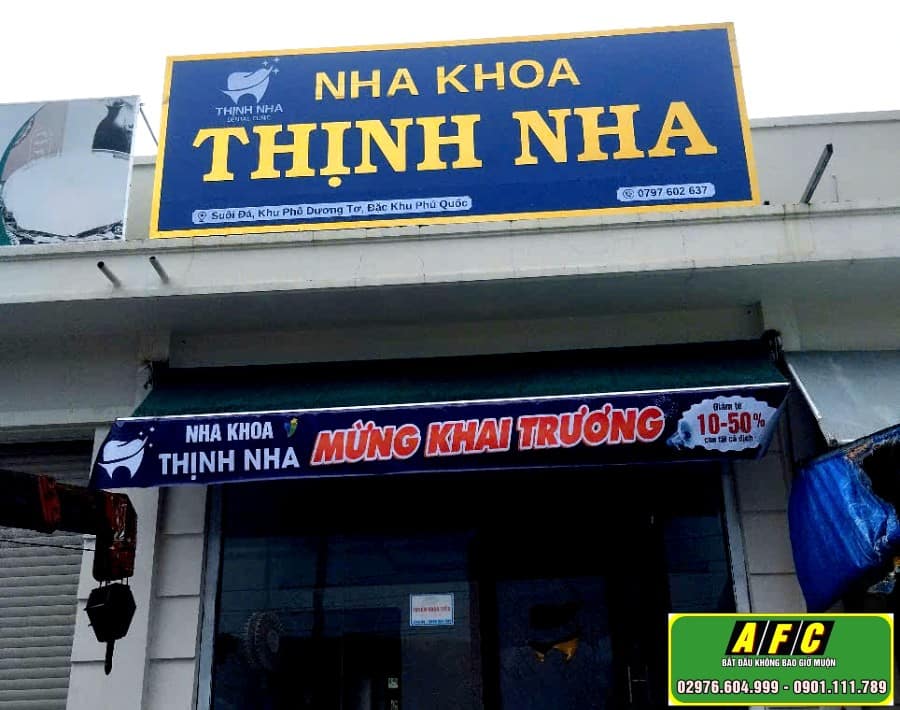 NHA KHOA
THỊNH NHA
THỊNH NHA
DENTAL CLINIC
Suối Đá, Khu Phố Dương Tơ, Đặc Khu Phú Quốc
0797 602 637
NHA KHOA
THỊNH NHA
MỪNG KHAI TRƯƠNG
Giảm từ
10-50%
AFC
BẮT ĐẦU KHÔNG BAO GIỜ MUỘN
02976.604.999 - 0901.111.789